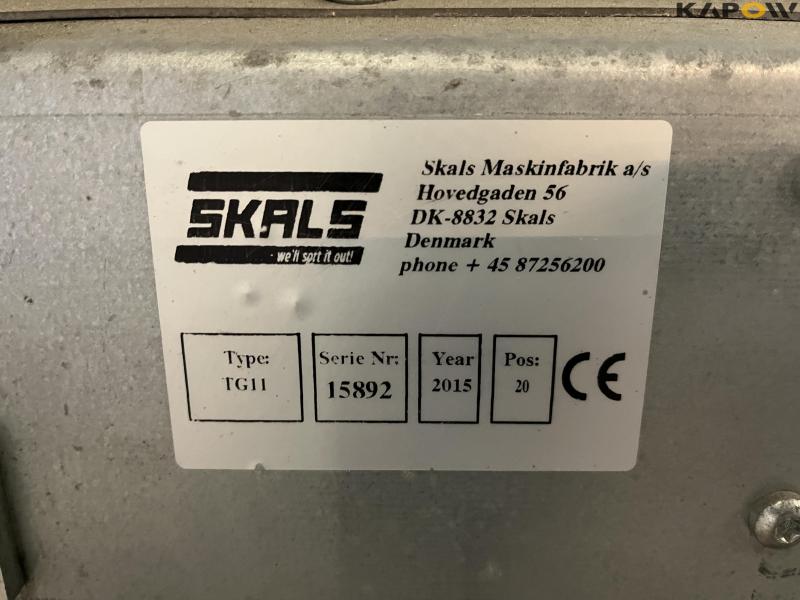 KAPOW
SKALS
we'll sort it out!
Skals Maskinfabrik a/s
Hovedgaden 56
DK-8832 Skals
Denmark
phone + 45 87256200
Type:
TG11
Serie Nr:
15892
Year
2015
Pos:
20
CE